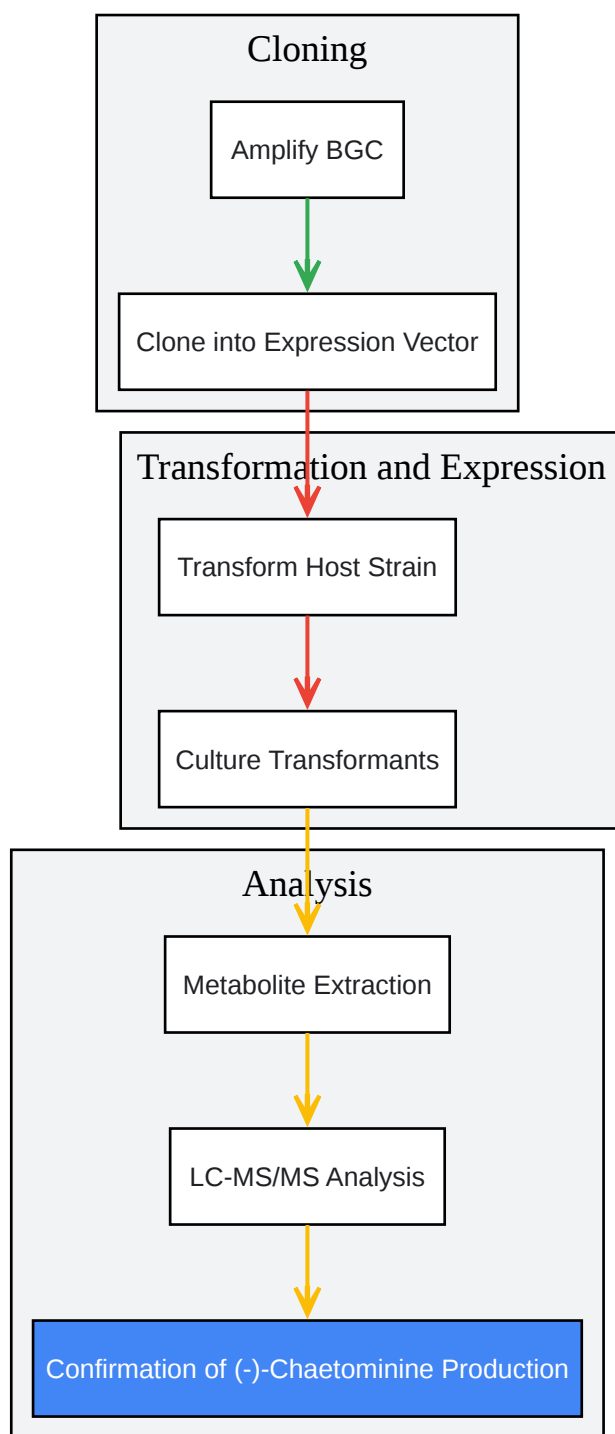 Cloning
Amplify BGC
Clone into Expression Vector
Transformation and Expression
Transform Host Strain
Culture Transformants
Analysis
Metabolite Extraction
LC-MS/MS Analysis
Confirmation of (-)-Chaetominine Production